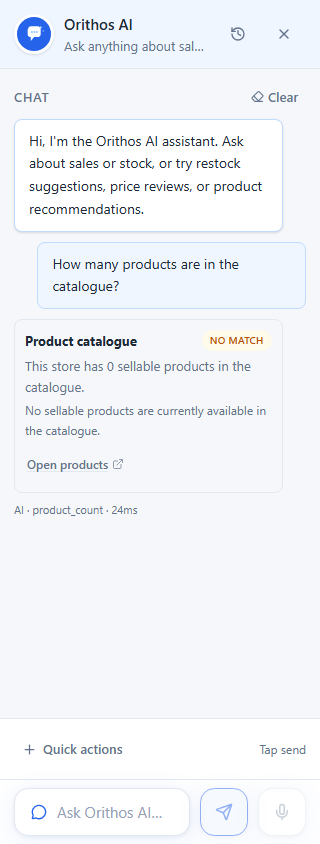 Orithos AI
Ask anything about sal...
CHAT
Clear
Hi, I'm the Orithos AI assistant. Ask
about sales or stock, or try restock
suggestions, price reviews, or product
recommendations.
How many products are in the
catalogue?
Product catalogue
NO MATCH
This store has 0 sellable products in the
catalogue.
No sellable products are currently available in
the catalogue.
Open products
AI · product_count · 24ms
Quick actions
Tap send
Ask Orithos AI...